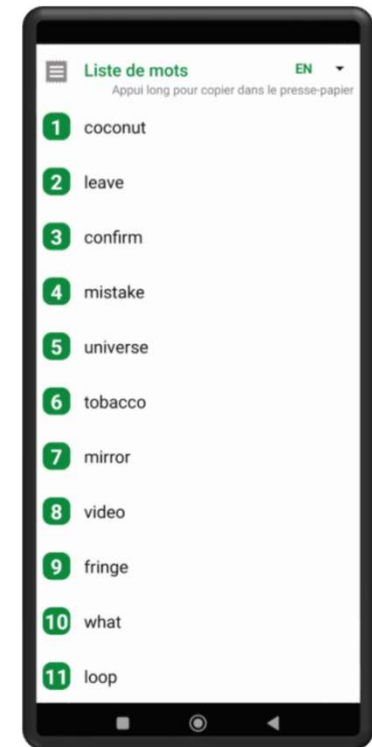 Liste de mots EN
Appui long pour copier dans le presse-papier
1 coconut
2 leave
3 confirm
4 mistake
5 universe
6 tobacco
7 mirror
8 video
9 fringe
10 what
11 loop